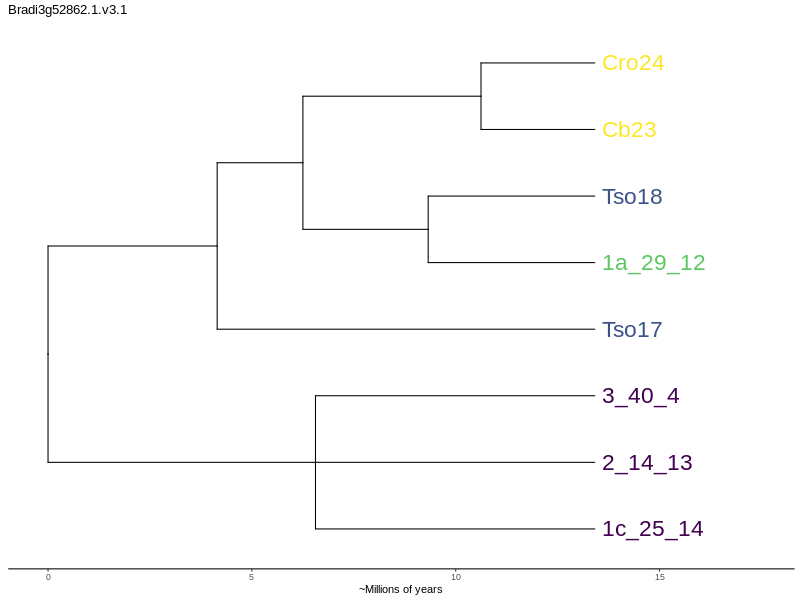 Bradi3g52862.1.v3.1
Cro24
Cb23
Tso18
1a_29_12
Tso17
3_40_4
2_14_13
1c_25_14
0 5 10 15
~Millions of years